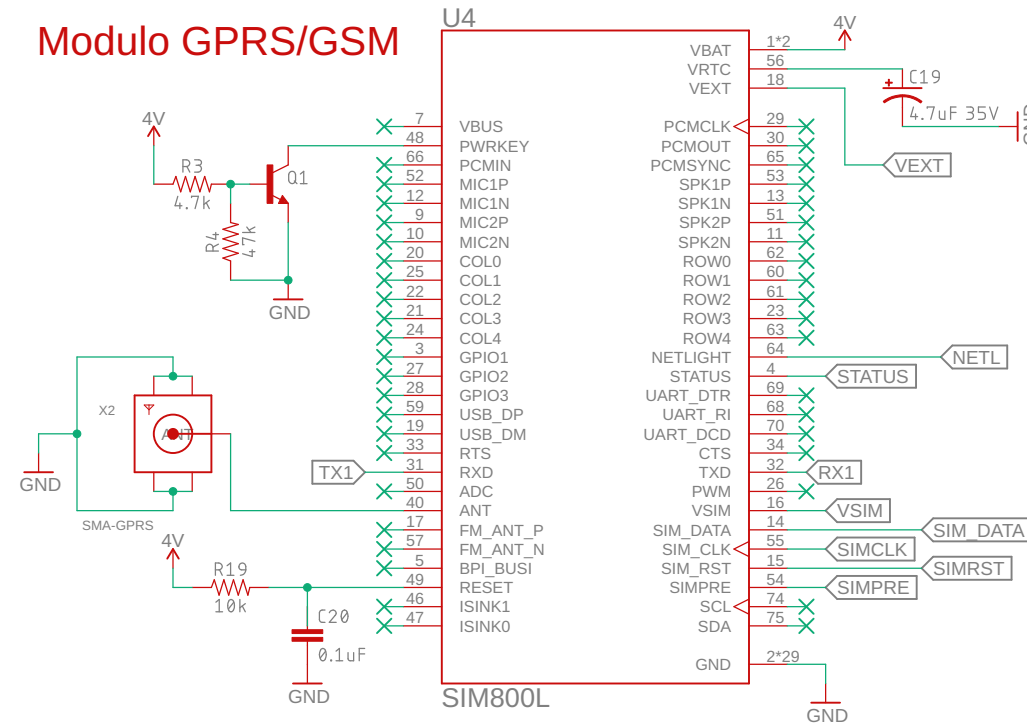 Modulo GPRS/GSM
U4
4V
R3
4.7k
R4
47k
Q1
GND
7 VBUS
48 PWRKEY
66 PCMIN
52 MIC1P
12 MIC1N
9 MIC2P
10 MIC2N
20 COL0
25 COL1
22 COL2
21 COL3
24 COL4
3 GPIO1
27 GPIO2
28 GPIO3
59 USB_DP
19 USB_DM
33 RTS
TX1 31 RXD
50 ADC
40 ANT
17 FM_ANT_P
57 FM_ANT_N
5 BPI_BUSI
49 RESET
46 ISINK1
47 ISINK0
X2
ANT
GND
SMA-GPRS
4V
R19
10k
C20
0.1uF
GND
VBAT 1*2 4V
VRTC 56
VEXT 18
C19
4.7uF 35V
GND
VEXT
PCMCLK 29
PCMOUT 30
PCMSYNC 65
SPK1P 53
SPK1N 13
SPK2P 51
SPK2N 11
ROW0 62
ROW1 60
ROW2 61
ROW3 23
ROW4 63
NETLIGHT 64 NETL
STATUS 4 STATUS
UART_DTR 69
UART_RI 68
UART_DCD 70
CTS 34
TXD 32 RX1
PWM 26
VSIM 16 VSIM
SIM_DATA 14 SIM_DATA
SIM_CLK 55 SIMCLK
SIM_RST 15 SIMRST
SIMPRE 54 SIMPRE
SCL 74
SDA 75
GND 2*29
GND
SIM800L